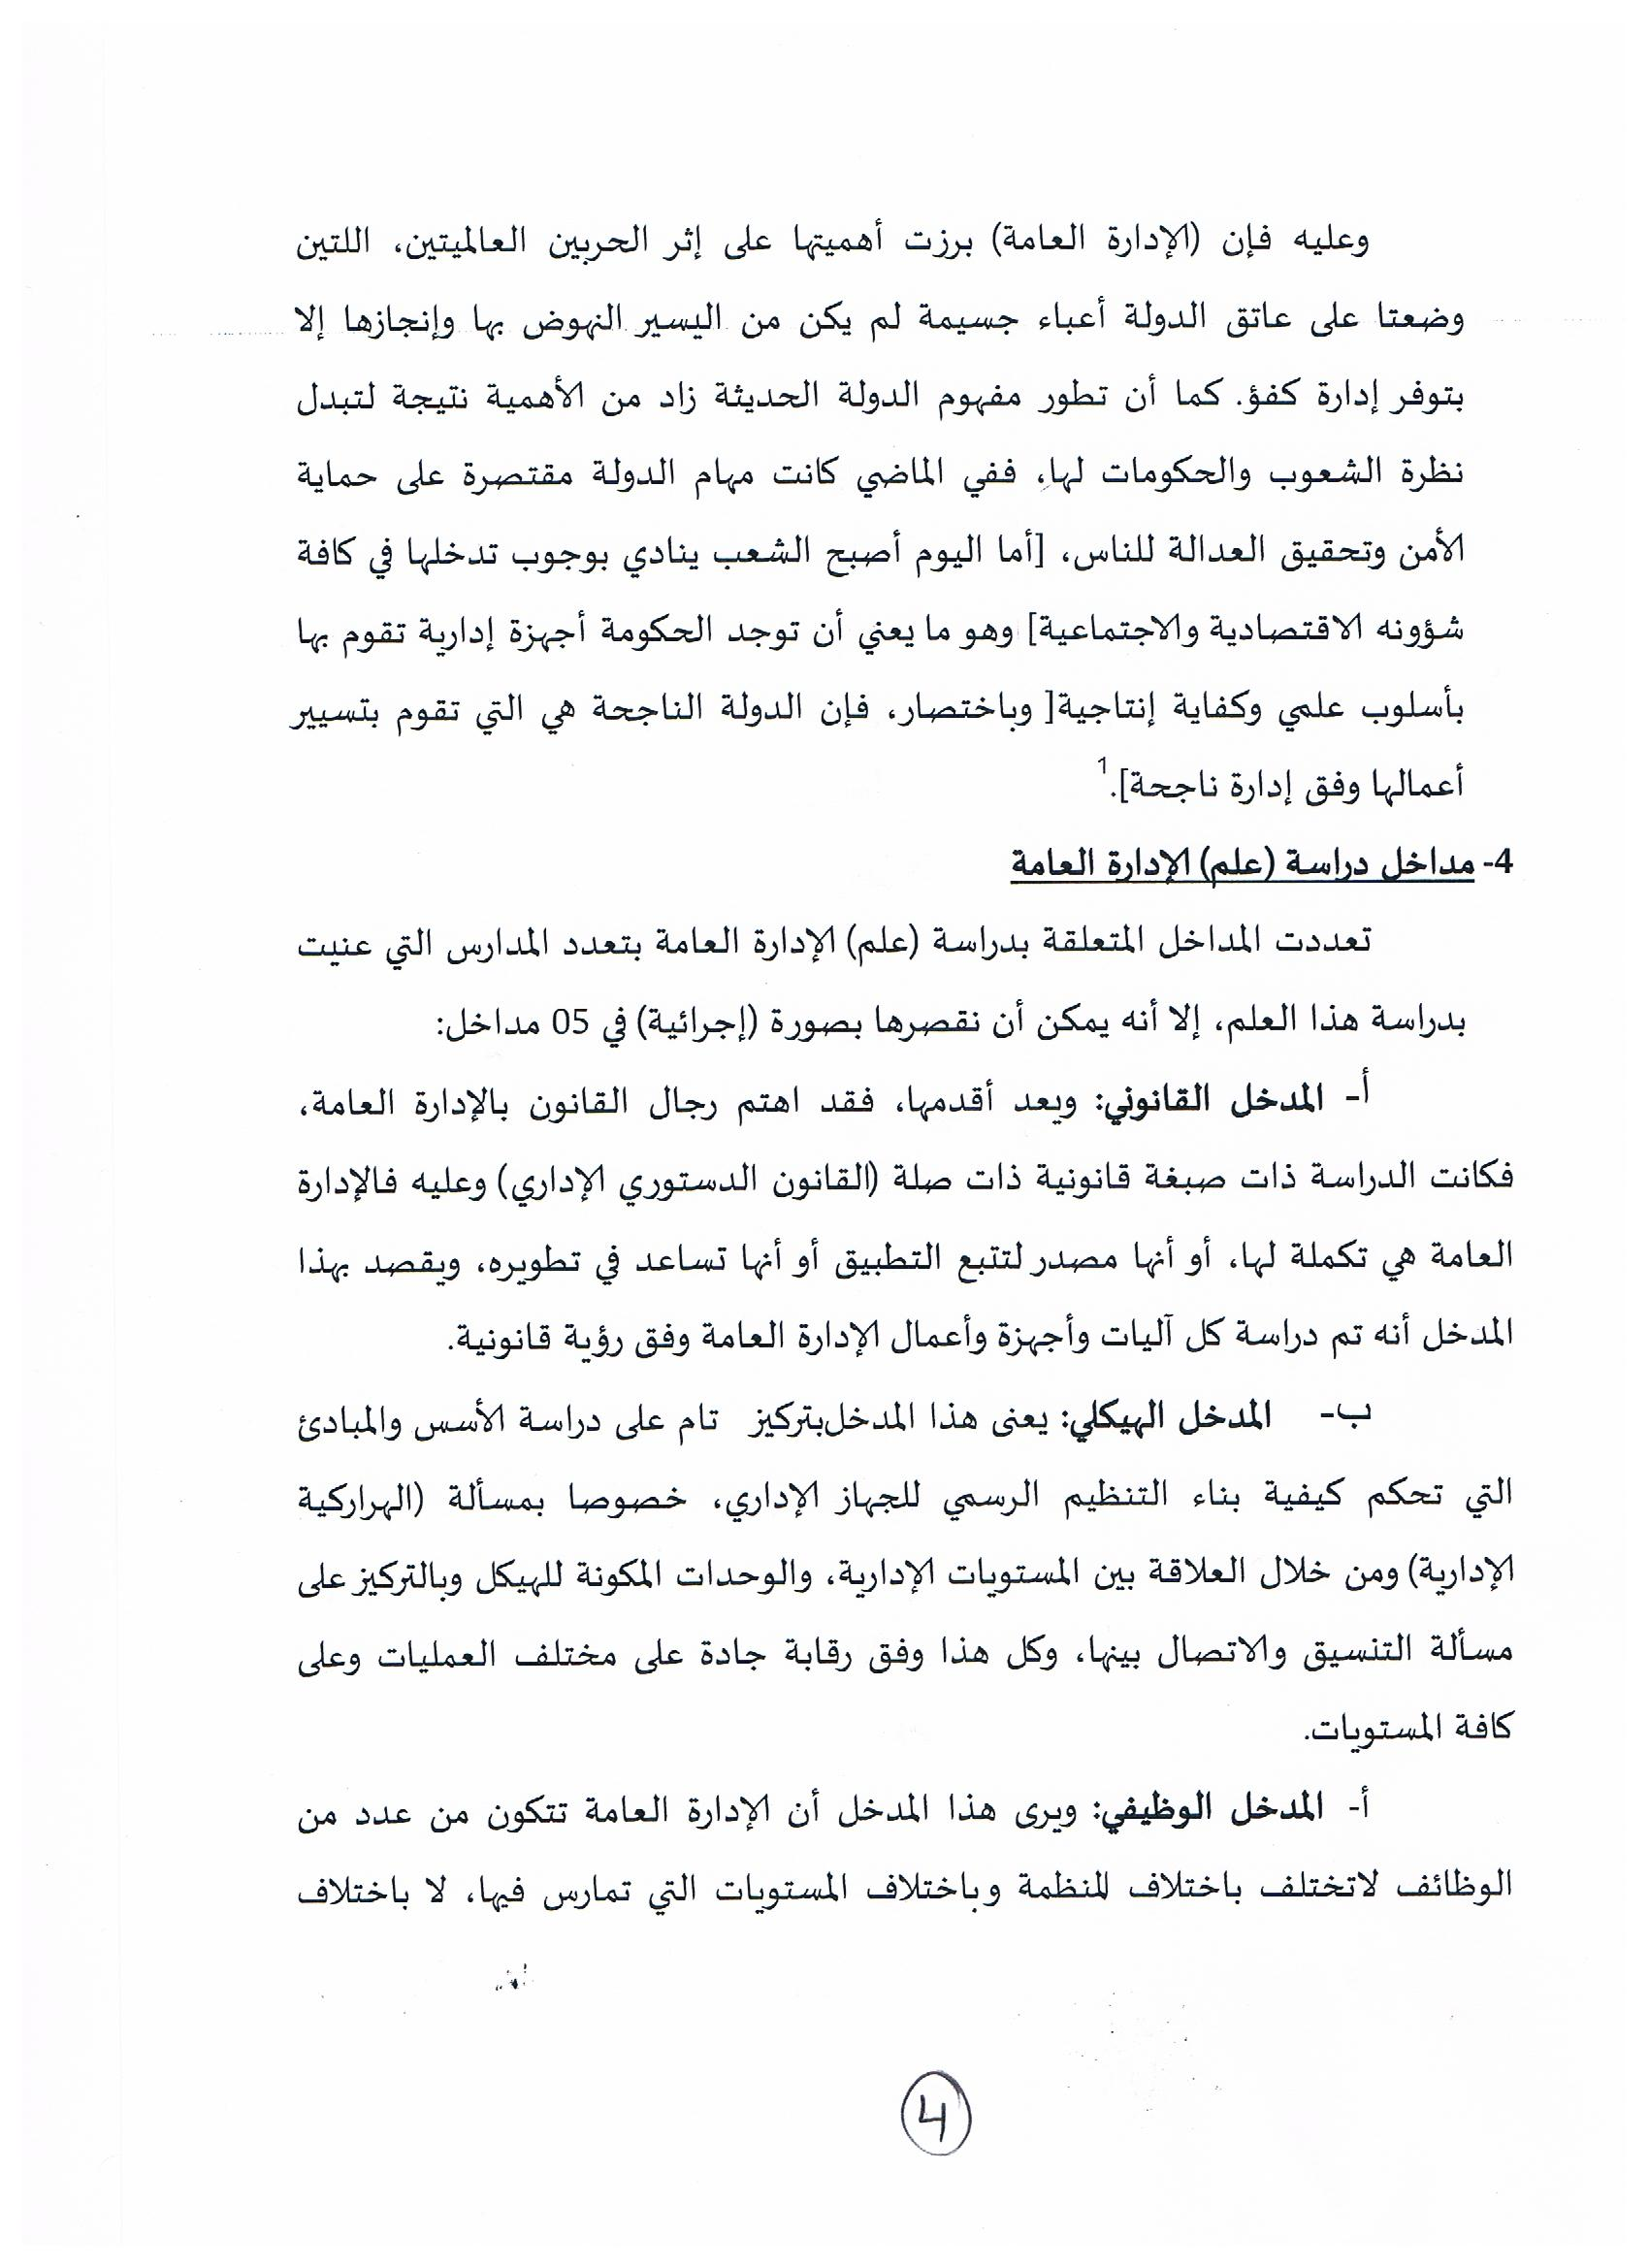 وعليه فإن (الإدارة العامة) برزت أهميتها على إثر الحربين العالميتين، اللتين
وضعتا على عاتق الدولة أعباء جسيمة لم يكن من اليسير النهوض بها وإنجازها إلا
بتوفر إدارة كفؤ. كما أن تطور مفهوم الدولة الحديثة زاد من الأهمية نتيجة لتبدل
نظرة الشعوب والحكومات لها، ففي الماضي كانت مهام الدولة مقتصرة على حماية
الأمن وتحقيق العدالة للناس، [أما اليوم أصبح الشعب ينادي بوجوب تدخلها في كافة
شؤونه الاقتصادية والاجتماعية] وهو ما يعني أن توجد الحكومة أجهزة إدارية تقوم بها
بأسلوب علمي وكفاية إنتاجية[ وباختصار، فإن الدولة الناجحة هي التي تقوم بتسيير
أعمالها وفق إدارة ناجحة].1
4- مداخل دراسة (علم) الإدارة العامة
تعددت المداخل المتعلقة بدراسة (علم) الإدارة العامة بتعدد المدارس التي عنيت
بدراسة هذا العلم، إلا أنه يمكن أن نقصرها بصورة (إجرائية) في 05 مداخل:
أ- المدخل القانوني: ويعد أقدمها، فقد اهتم رجال القانون بالإدارة العامة،
فكانت الدراسة ذات صبغة قانونية ذات صلة (القانون الدستوري الإداري) وعليه فالإدارة
العامة هي تكملة لها، أو أنها مصدر لتتبع التطبيق أو أنها تساعد في تطويره، ويقصد بهذا
المدخل أنه تم دراسة كل آليات وأجهزة وأعمال الإدارة العامة وفق رؤية قانونية.
ب- المدخل الهيكلي: يعنى هذا المدخل بتركيز تام على دراسة الأسس والمبادئ
التي تحكم كيفية بناء التنظيم الرسمي للجهاز الإداري، خصوصا بمسألة (الهراركية
الإدارية) ومن خلال العلاقة بين المستويات الإدارية، والوحدات المكونة للهيكل وبالتركيز على
مسألة التنسيق والاتصال بينها، وكل هذا وفق رقابة جادة على مختلف العمليات وعلى
كافة المستويات.
أ- المدخل الوظيفي: ويرى هذا المدخل أن الإدارة العامة تتكون من عدد من
الوظائف لاتختلف باختلاف للمنظمة وباختلاف المستويات التي تمارس فيها، لا باختلاف
4